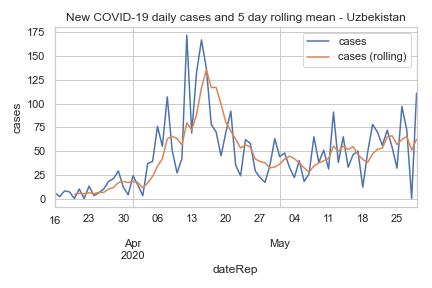 New COVID-19 daily cases and 5 day rolling mean - Uzbekistan
cases
cases (rolling)
175
150
125
100
75
50
25
0
cases
16 23 30 06 13 20 27 04 11 18 25
Apr May
2020
dateRep